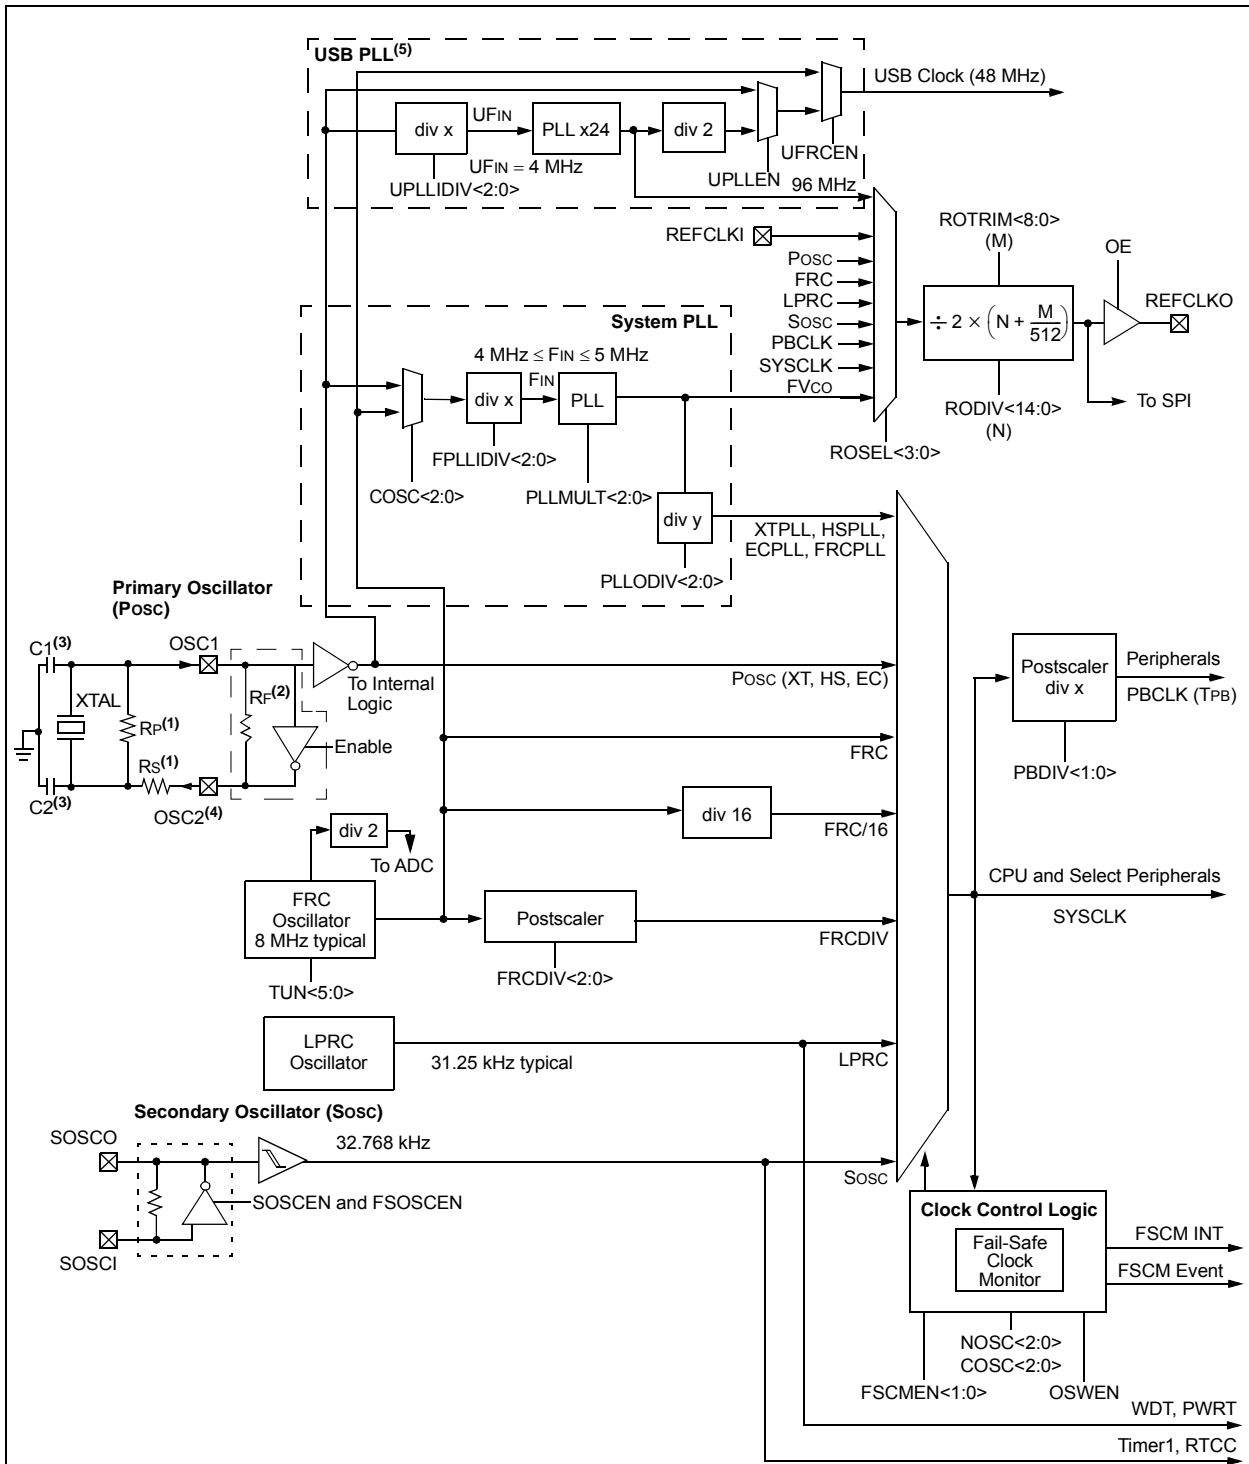 USB PLL(5)
USB Clock (48 MHz)
div x
UFIN
PLL x24
div 2
UFIN = 4 MHz
UFRCEN
UPLLIDIV<2:0>
UPLLEN
96 MHz
REFCLKI
POSC
FRC
LPRC
SOSC
PBCLK
SYSCLK
FVCO
ROTRIM<8:0>
(M)
OE
REFCLKO
÷ 2 × (N + M/512)
To SPI
RODIV<14:0>
(N)
ROSEL<3:0>
System PLL
4 MHz ≤ FIN ≤ 5 MHz
FIN
div x
PLL
FPLLIDIV<2:0>
COSC<2:0>
PLLMULT<2:0>
div y
XTPLL, HSPLL,
ECPLL, FRCPLL
PLLODIV<2:0>
Primary Oscillator
(POSC)
C1(3)
OSC1
XTAL
RP(1)
RF(2)
To Internal
Logic
Enable
RS(1)
C2(3)
OSC2(4)
POSC (XT, HS, EC)
FRC
div 16
FRC/16
Postscaler
div x
Peripherals
PBCLK (TPB)
PBDIV<1:0>
div 2
To ADC
FRC
Oscillator
8 MHz typical
TUN<5:0>
Postscaler
FRCDIV
FRCDIV<2:0>
CPU and Select Peripherals
SYSCLK
LPRC
Oscillator
31.25 kHz typical
LPRC
Secondary Oscillator (SOSC)
SOSCO
32.768 kHz
SOSC
SOSCEN and FSOSCEN
SOSCI
Clock Control Logic
Fail-Safe
Clock
Monitor
FSCM INT
FSCM Event
NOSC<2:0>
COSC<2:0>
FSCMEN<1:0>
OSWEN
WDT, PWRT
Timer1, RTCC